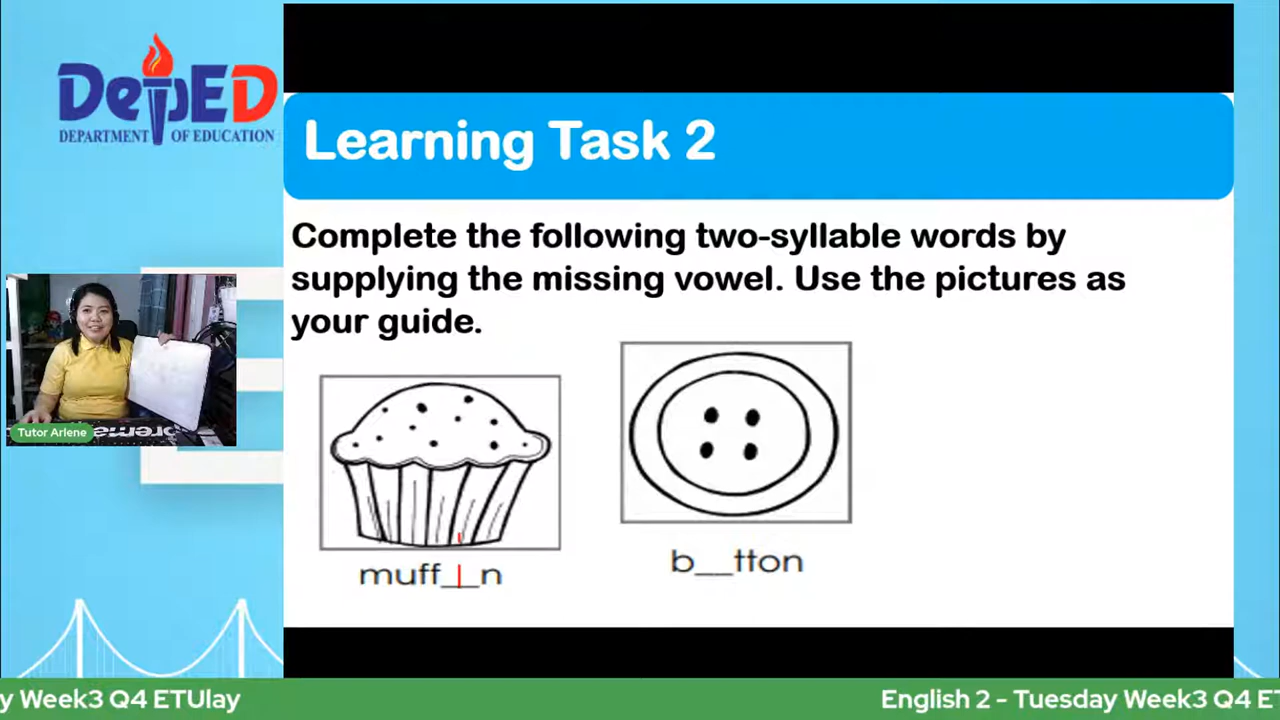 DepED
DEPARTMENT OF EDUCATION
Learning Task 2
Complete the following two-syllable words by
supplying the missing vowel. Use the pictures as
your guide.
Tutor Arlene
muff_i_n
b__tton
y Week3 Q4 ETUlay
English 2 - Tuesday Week3 Q4 ET